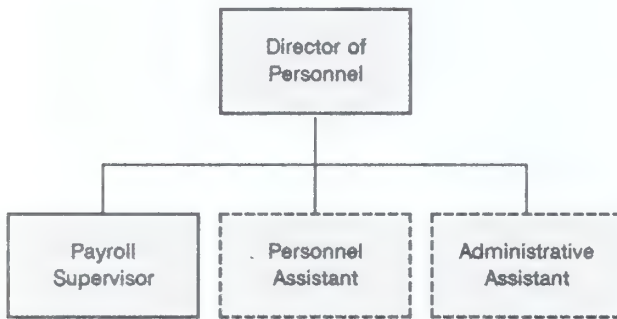 Director of
Personnel
Payroll
Supervisor
Personnel
Assistant
Administrative
Assistant